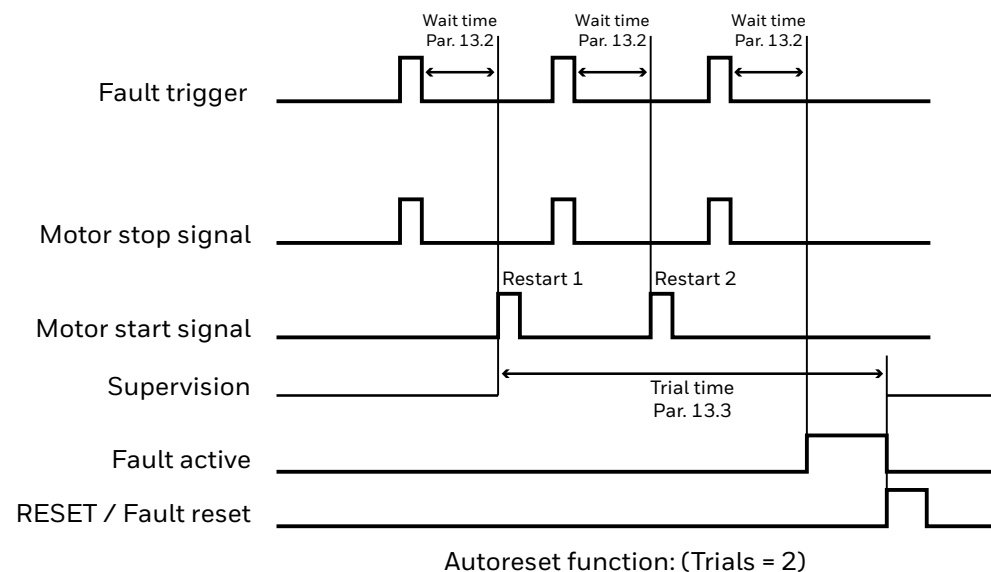 Wait time
Par. 13.2
Wait time
Par. 13.2
Wait time
Par. 13.2
Fault trigger
Motor stop signal
Restart 1
Restart 2
Motor start signal
Supervision
Trial time
Par. 13.3
Fault active
RESET / Fault reset
Autoreset function: (Trials = 2)